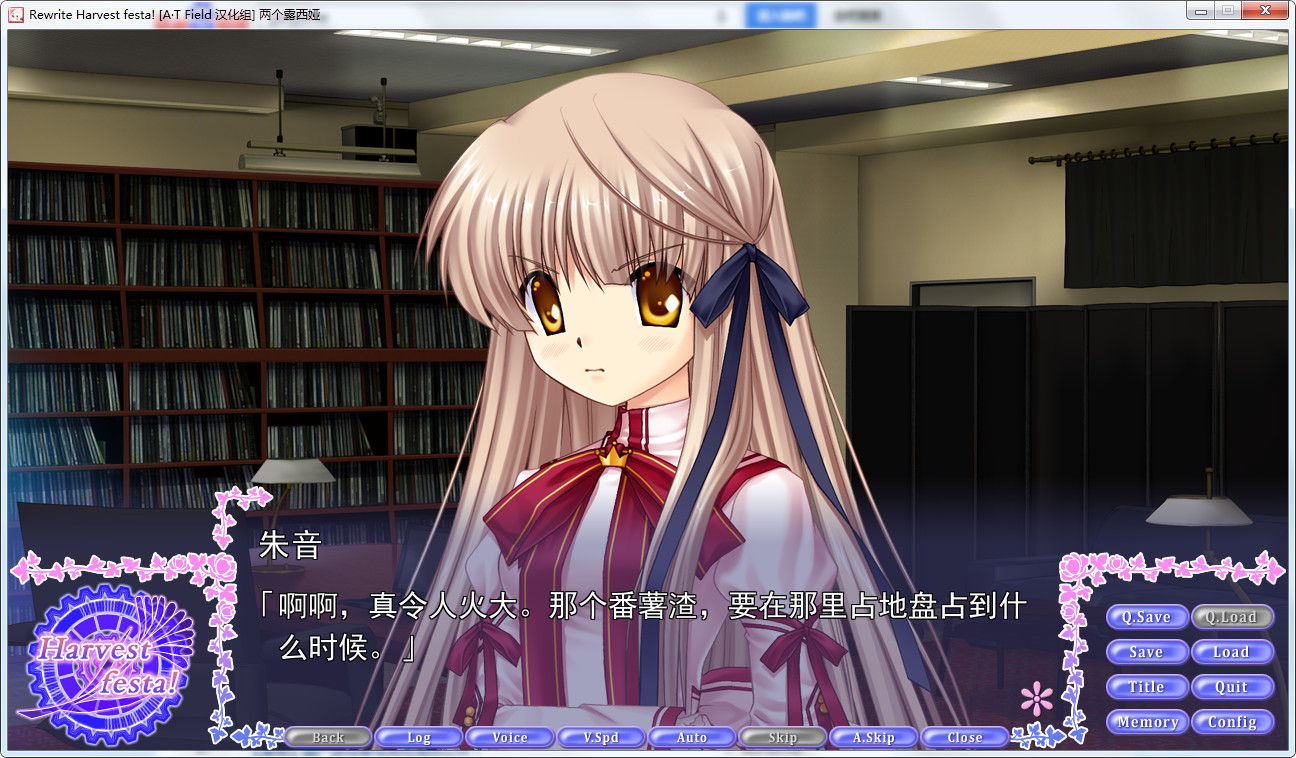 Rewrite Harvest festa! [A·T Field 汉化组] 两个露西娅
朱音
「啊啊，真令人火大。那个番薯渣，要在那里占地盘占到什
么时候。」
Harvest
festa!
Q.Save
Q.Load
Save
Load
Title
Quit
Memory
Config
Back
Log
Voice
V.Spd
Auto
Skip
A.Skip
Close